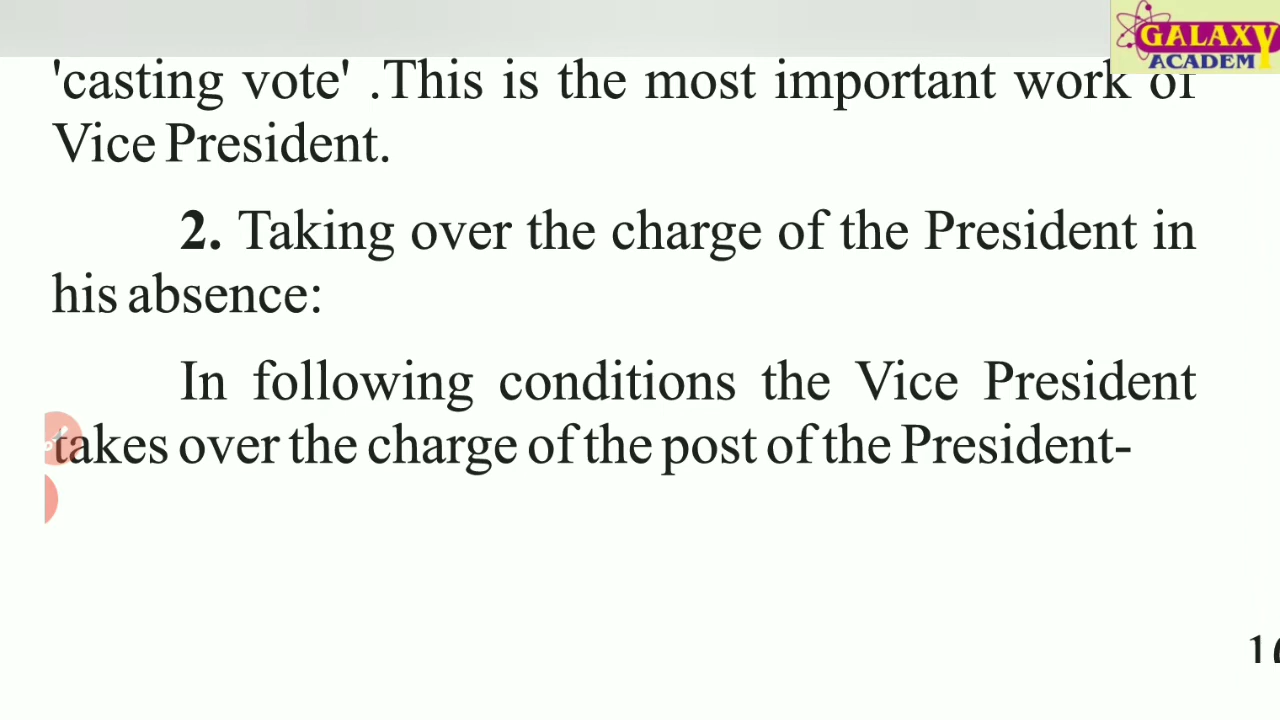 GALAXY
ACADEMY
'casting vote' .This is the most important work of
Vice President.
2. Taking over the charge of the President in
his absence:
In following conditions the Vice President
takes over the charge of the post of the President-